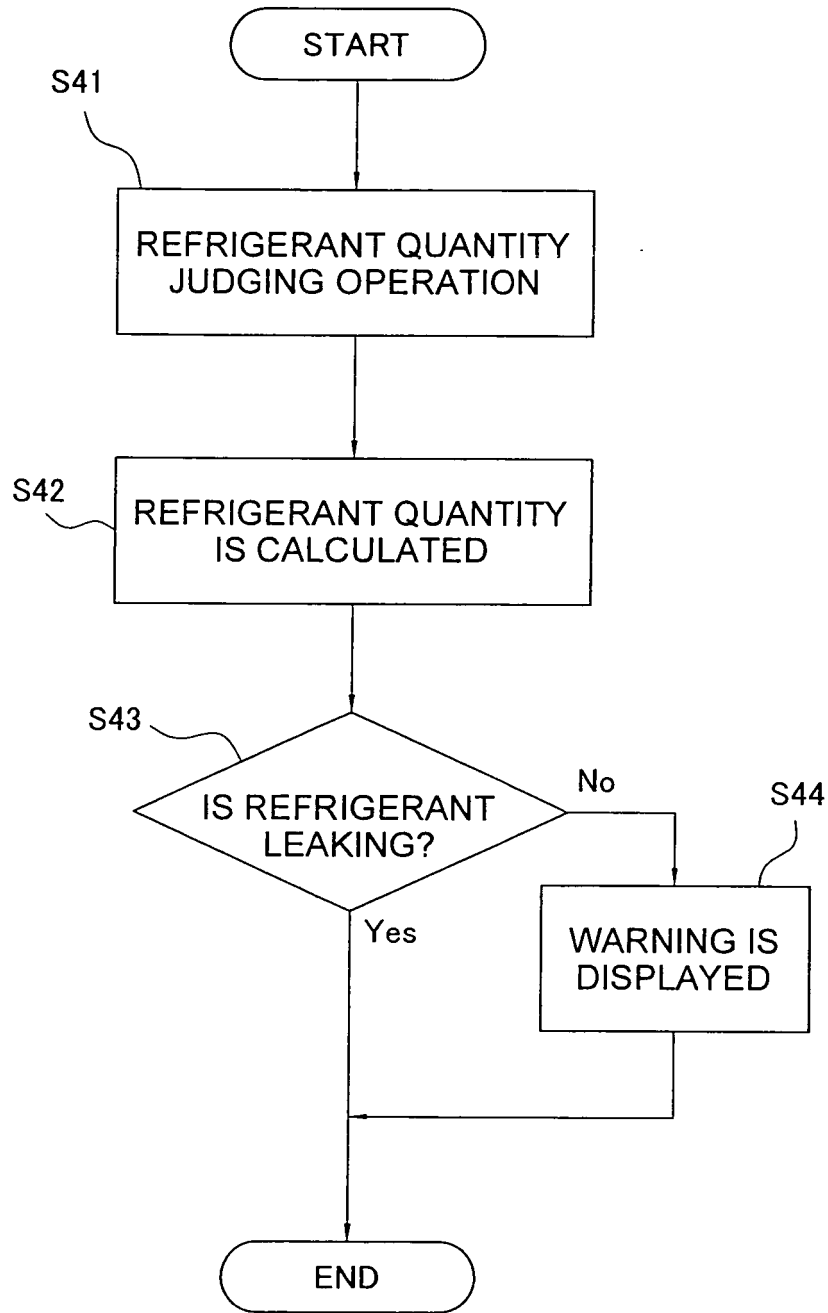 START
S41
REFRIGERANT QUANTITY
JUDGING OPERATION
S42
REFRIGERANT QUANTITY
IS CALCULATED
S43
IS REFRIGERANT
LEAKING?
No
S44
Yes
WARNING IS
DISPLAYED
END